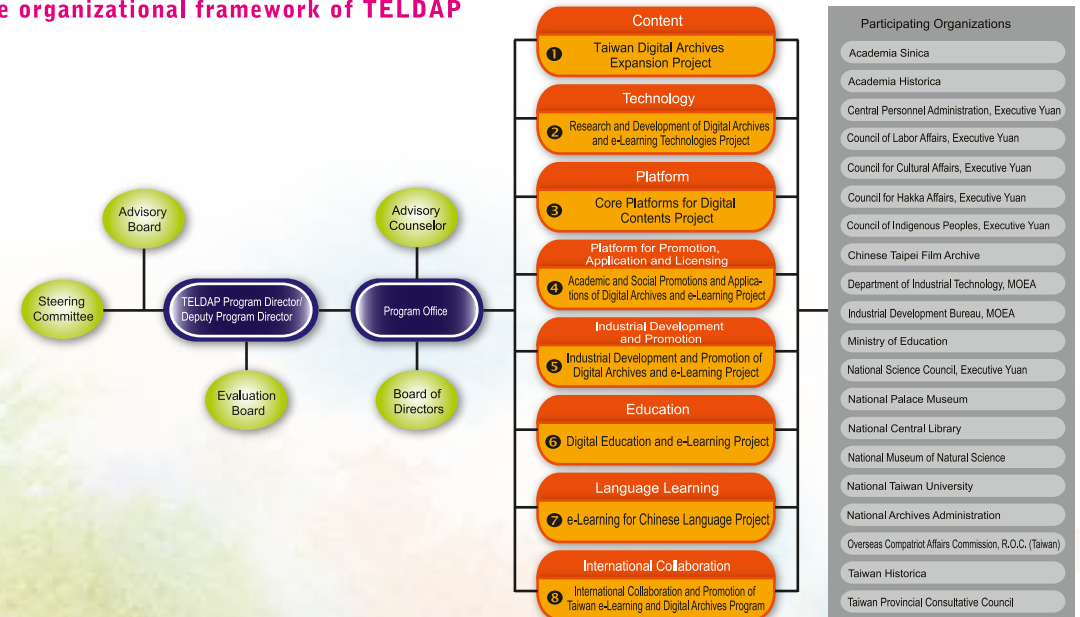 e organizational framework of TELDAP
Steering
Committee
Advisory
Board
TELDAP Program Director/
Deputy Program Director
Evaluation
Board
Advisory
Counselor
Program Office
Board of
Directors
Content
❶ Taiwan Digital Archives
Expansion Project
Technology
❷ Research and Development of Digital Archives
and e-Learning Technologies Project
Platform
❸ Core Platforms for Digital
Contents Project
Platform for Promotion,
Application and Licensing
❹ Academic and Social Promotions and Applica-
tions of Digital Archives and e-Learning Project
Industrial Development
and Promotion
❺ Industrial Development and Promotion of
Digital Archives and e-Learning Project
Education
❻ Digital Education and e-Learning Project
Language Learning
❼ e-Learning for Chinese Language Project
International Collaboration
❽ International Collaboration and Promotion of
Taiwan e-Learning and Digital Archives Program
Participating Organizations
Academia Sinica
Academia Historica
Central Personnel Administration, Executive Yuan
Council of Labor Affairs, Executive Yuan
Council for Cultural Affairs, Executive Yuan
Council for Hakka Affairs, Executive Yuan
Council of Indigenous Peoples, Executive Yuan
Chinese Taipei Film Archive
Department of Industrial Technology, MOEA
Industrial Development Bureau, MOEA
Ministry of Education
National Science Council, Executive Yuan
National Palace Museum
National Central Library
National Museum of Natural Science
National Taiwan University
National Archives Administration
Overseas Compatriot Affairs Commission, R.O.C. (Taiwan)
Taiwan Historica
Taiwan Provincial Consultative Council